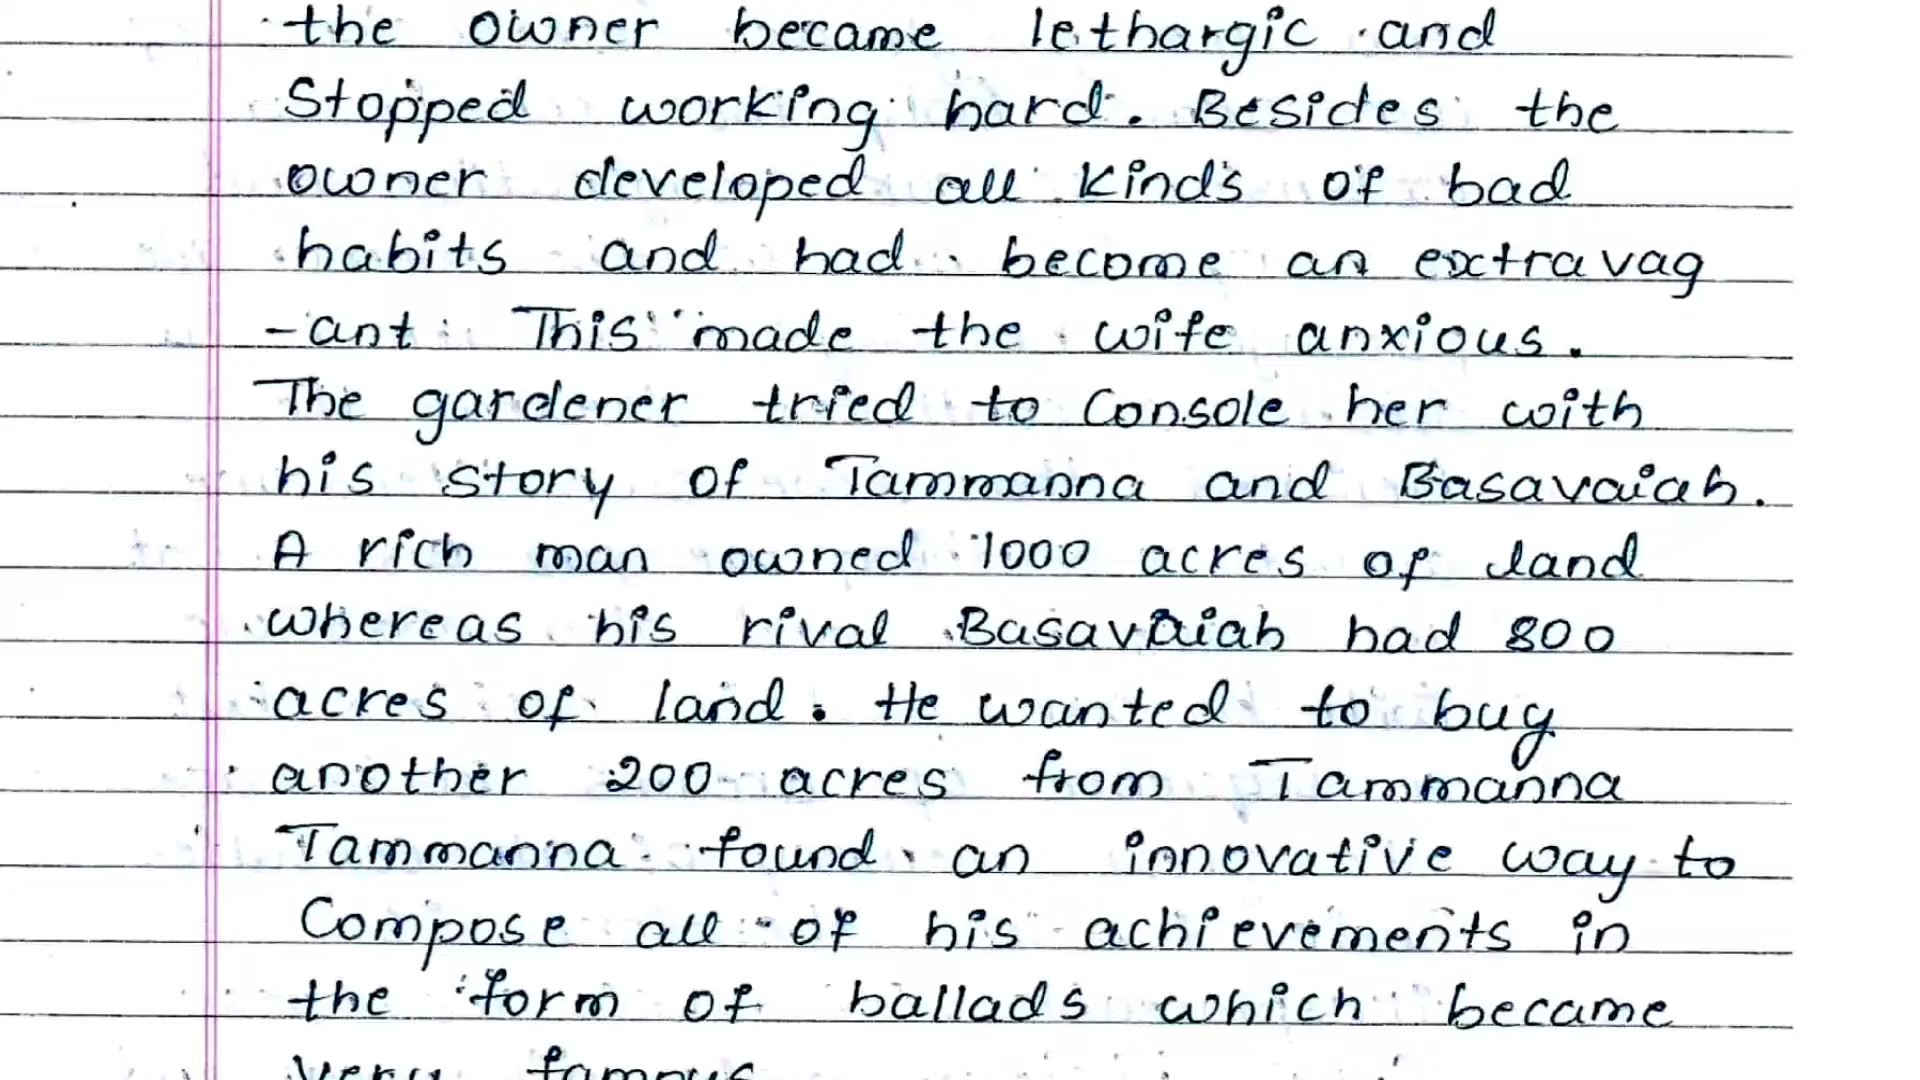 the owner became lethargic and
Stopped working hard. Besides the
owner developed all kinds of bad
habits and had become an extravag
-ant. This made the wife anxious.
The gardener tried to Console her with
his story of Tammanna and Basavaiah.
A rich man owned 1000 acres of land
whereas his rival Basavaiah had 800
acres of land. He wanted to buy
another 200 acres from Tammanna
Tammanna found an innovative way to
Compose all of his achievements in
the form of ballads which became
very famous